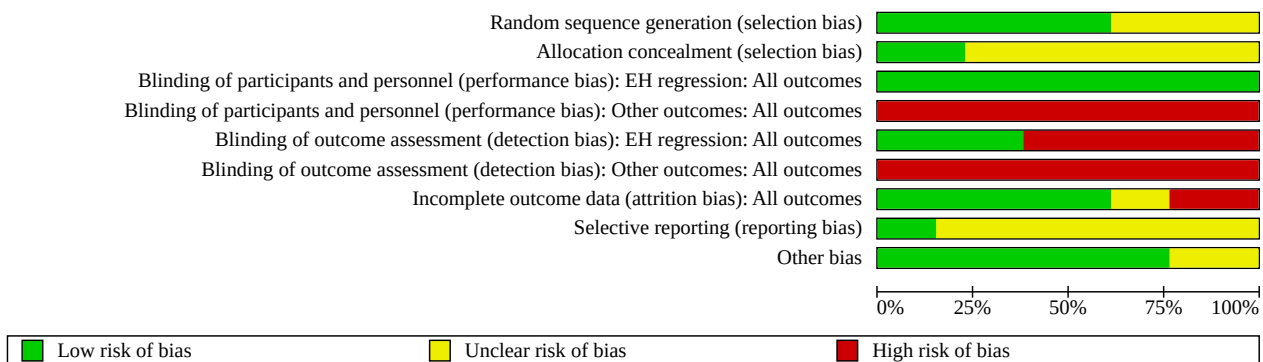 Random sequence generation (selection bias)
Allocation concealment (selection bias)
Blinding of participants and personnel (performance bias): EH regression: All outcomes
Blinding of participants and personnel (performance bias): Other outcomes: All outcomes
Blinding of outcome assessment (detection bias): EH regression: All outcomes
Blinding of outcome assessment (detection bias): Other outcomes: All outcomes
Incomplete outcome data (attrition bias): All outcomes
Selective reporting (reporting bias)
Other bias
0% 25% 50% 75% 100%
Low risk of bias Unclear risk of bias High risk of bias